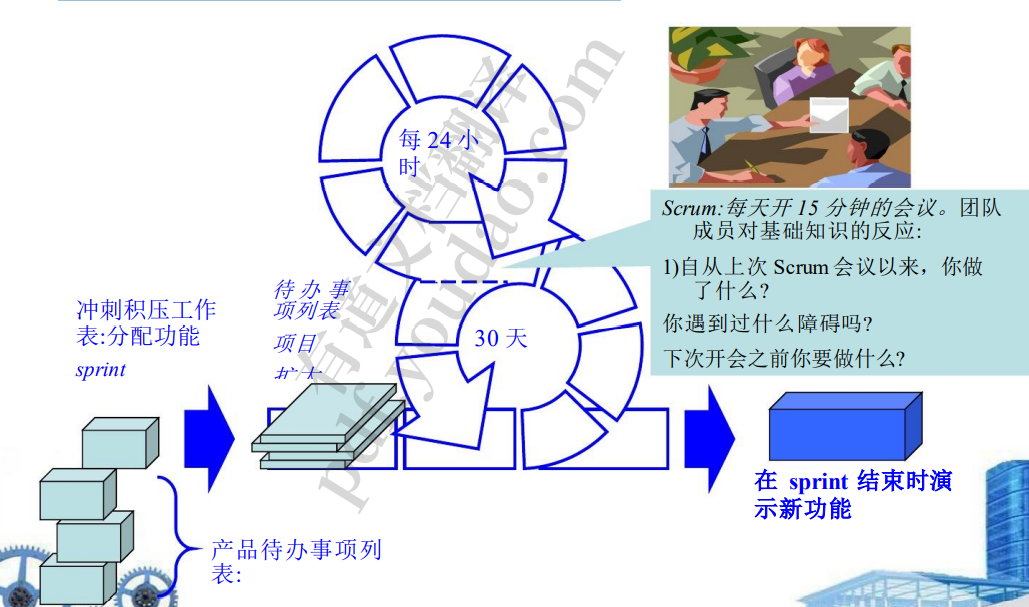 每 24 小
时
Scrum:每天开 15 分钟的会议。团队
成员对基础知识的反应:
1)自从上次 Scrum 会议以来，你做
了什么?
你遇到过什么障碍吗?
下次开会之前你要做什么?
待办事
项列表
项目
扩大
30 天
冲刺积压工作
表:分配功能
sprint
在 sprint 结束时演
示新功能
产品待办事项列
表:
有道文档翻译
pdf.youdao.com